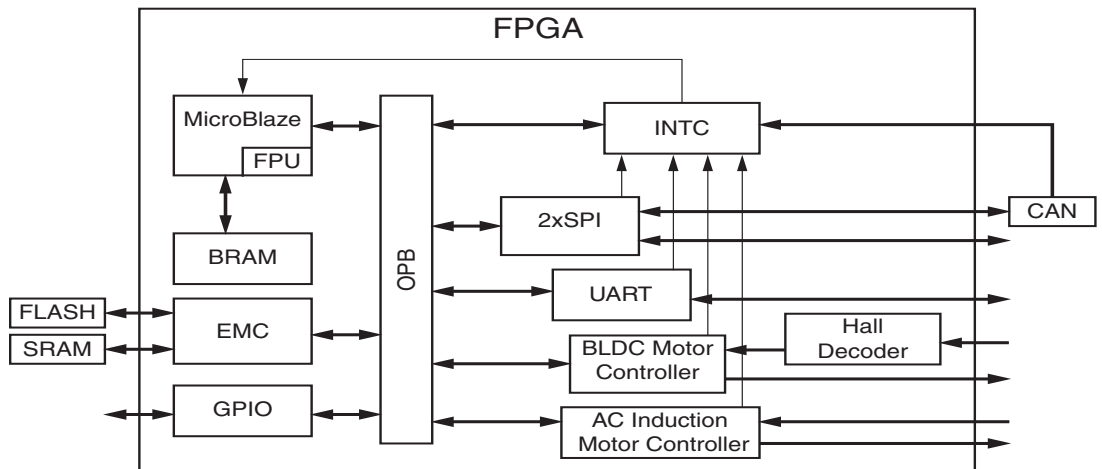 FPGA
MicroBlaze
FPU
INTC
2xSPI
CAN
BRAM
OPB
UART
FLASH
EMC
SRAM
Hall
Decoder
BLDC Motor
Controller
GPIO
AC Induction
Motor Controller